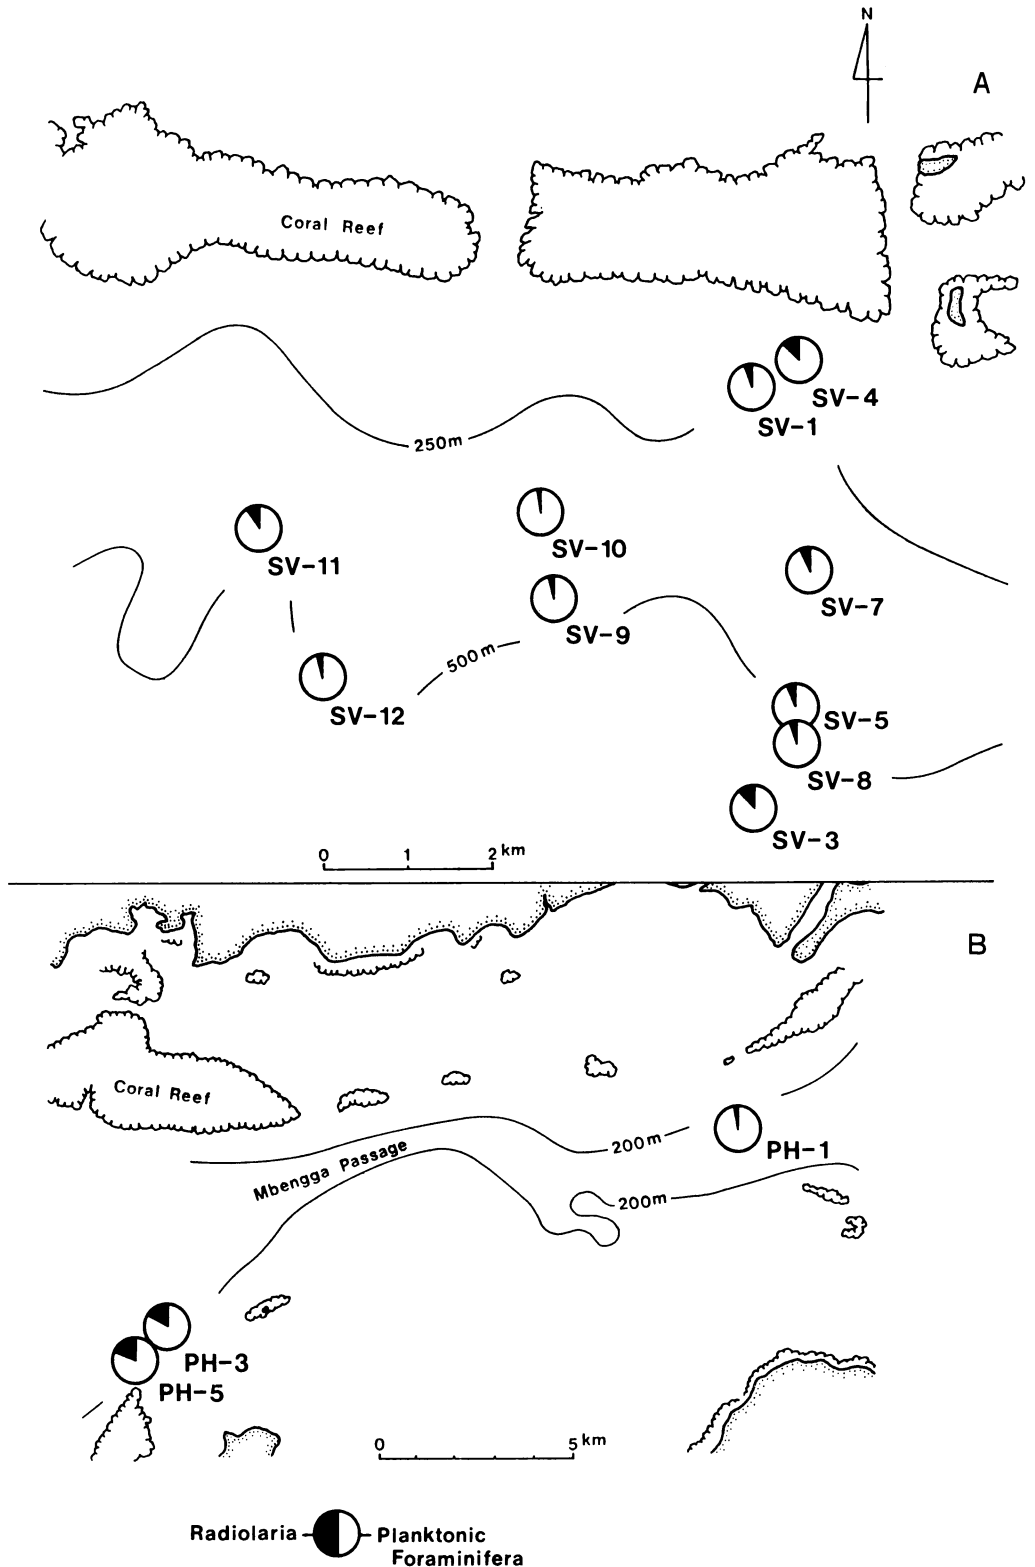 N
A
Coral Reef
SV-4
SV-1
250m
SV-10
SV-11
SV-7
SV-9
500m
SV-12
SV-5
SV-8
SV-3
0 1 2 km
B
Coral Reef
200m
PH-1
Mbengga Passage
200m
PH-3
PH-5
0 5 km
Radiolaria Planktonic
Foraminifera